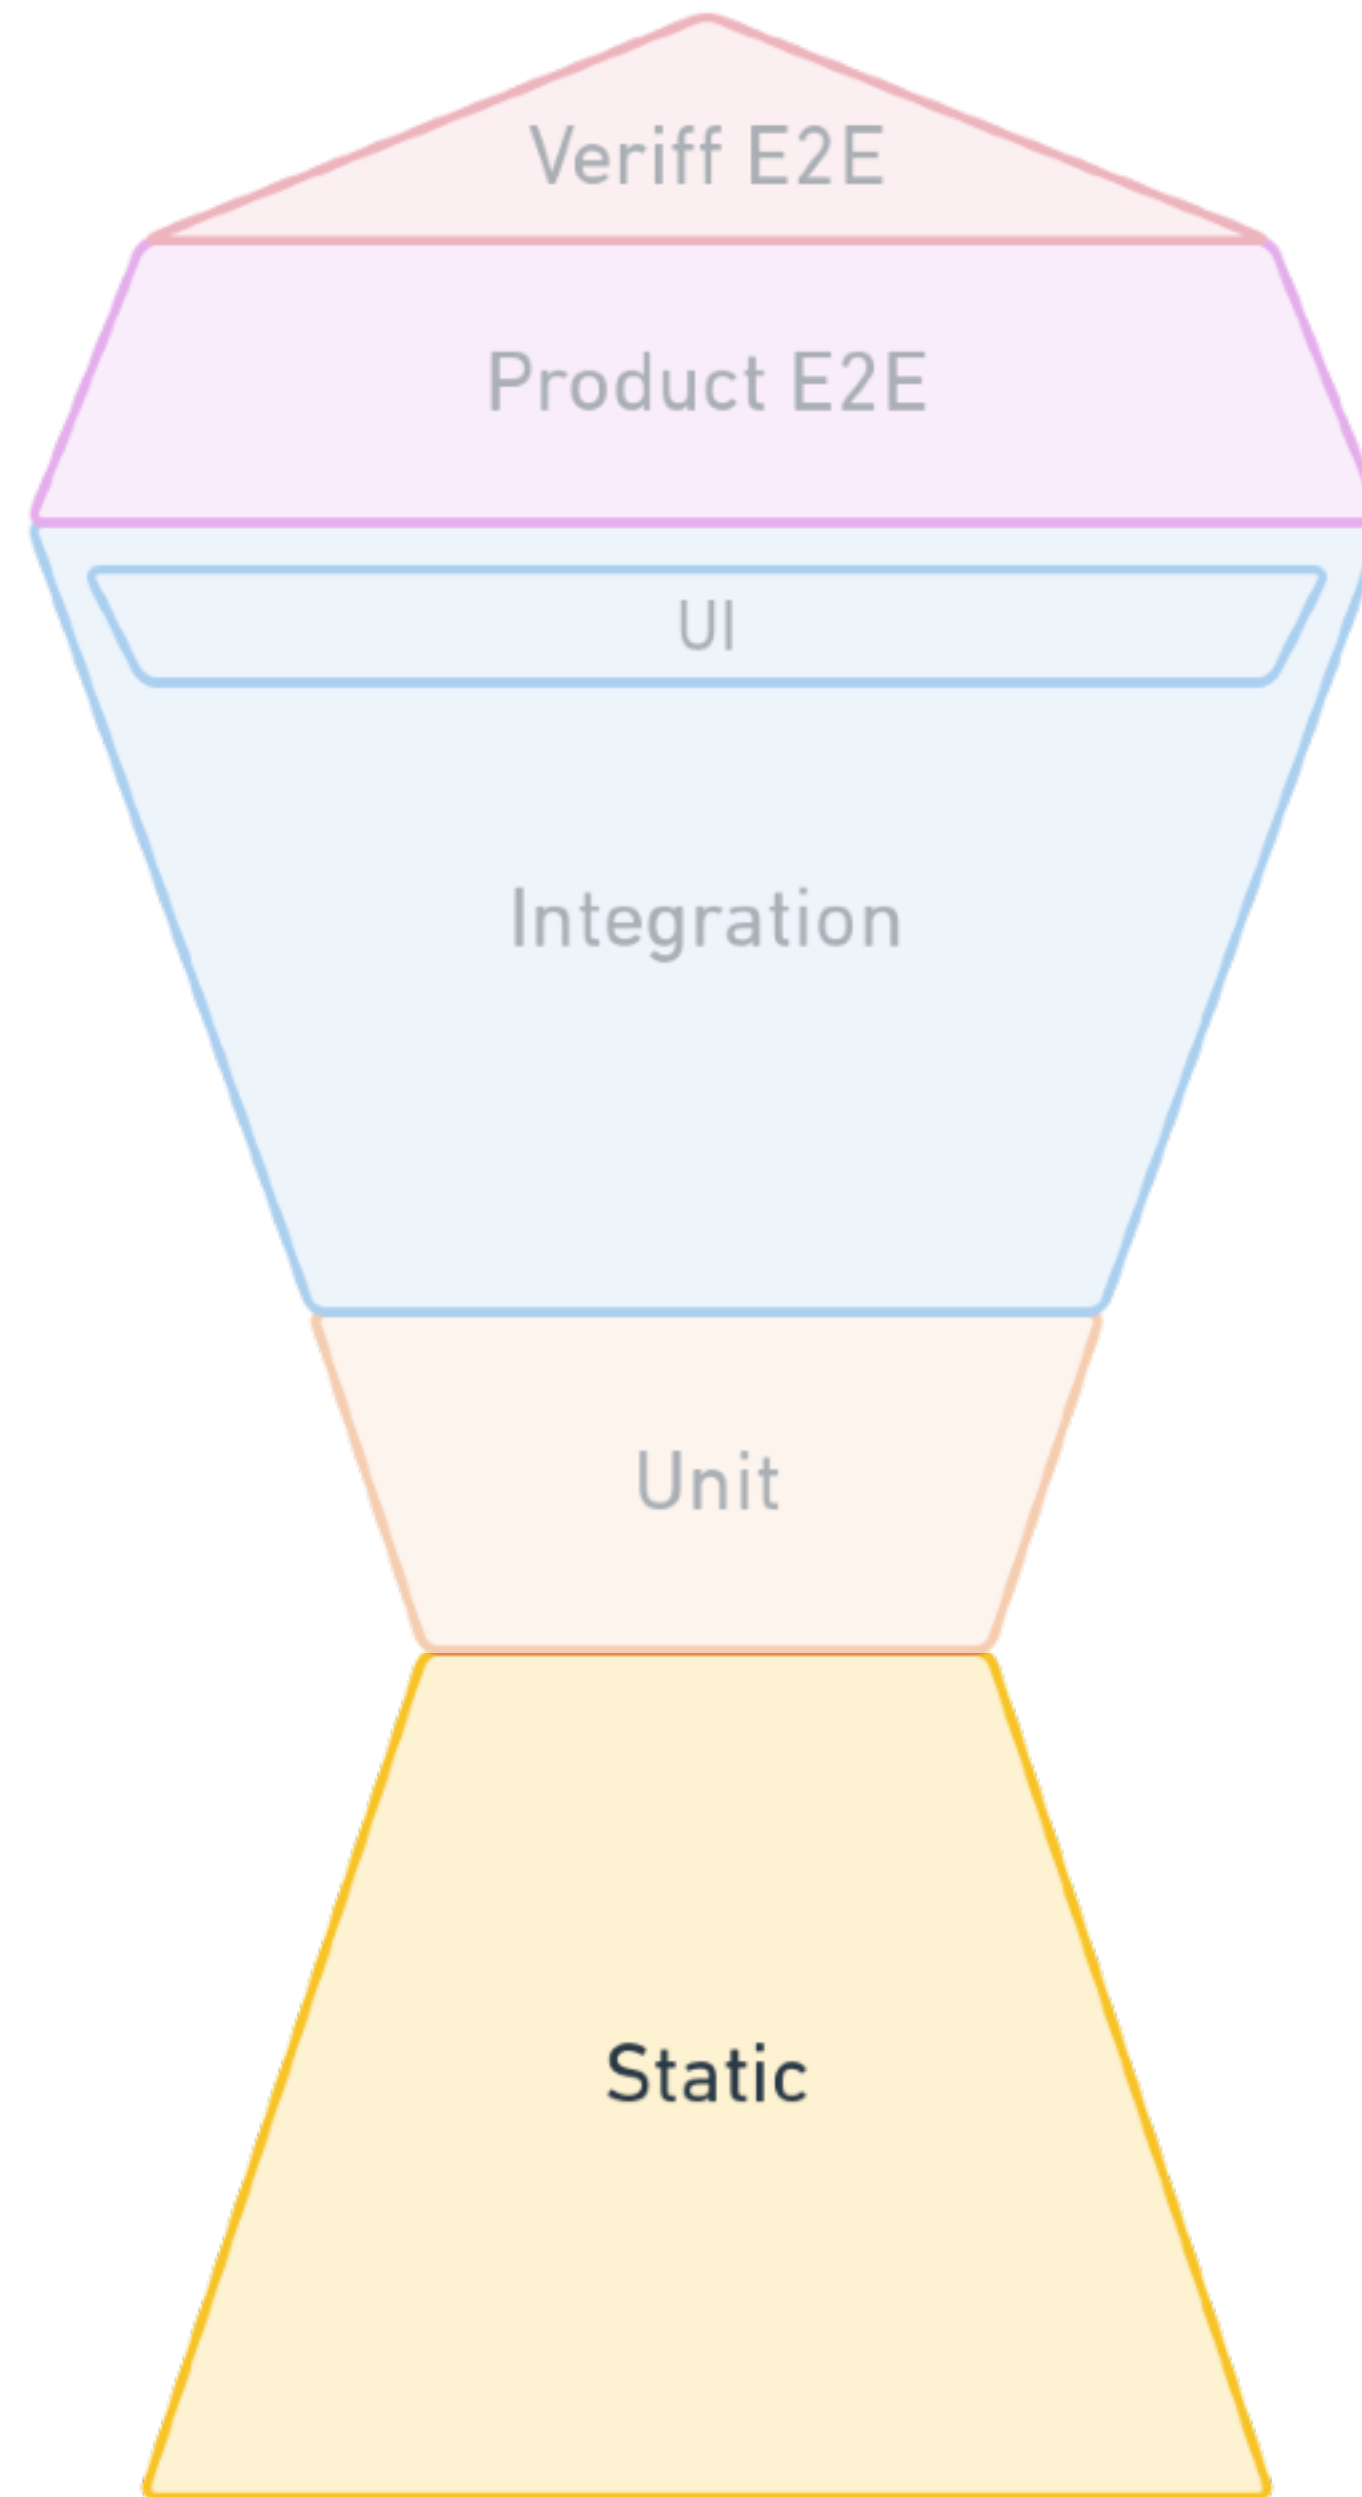 Veriff E2E
Product E2E
UI
Integration
Unit
Static